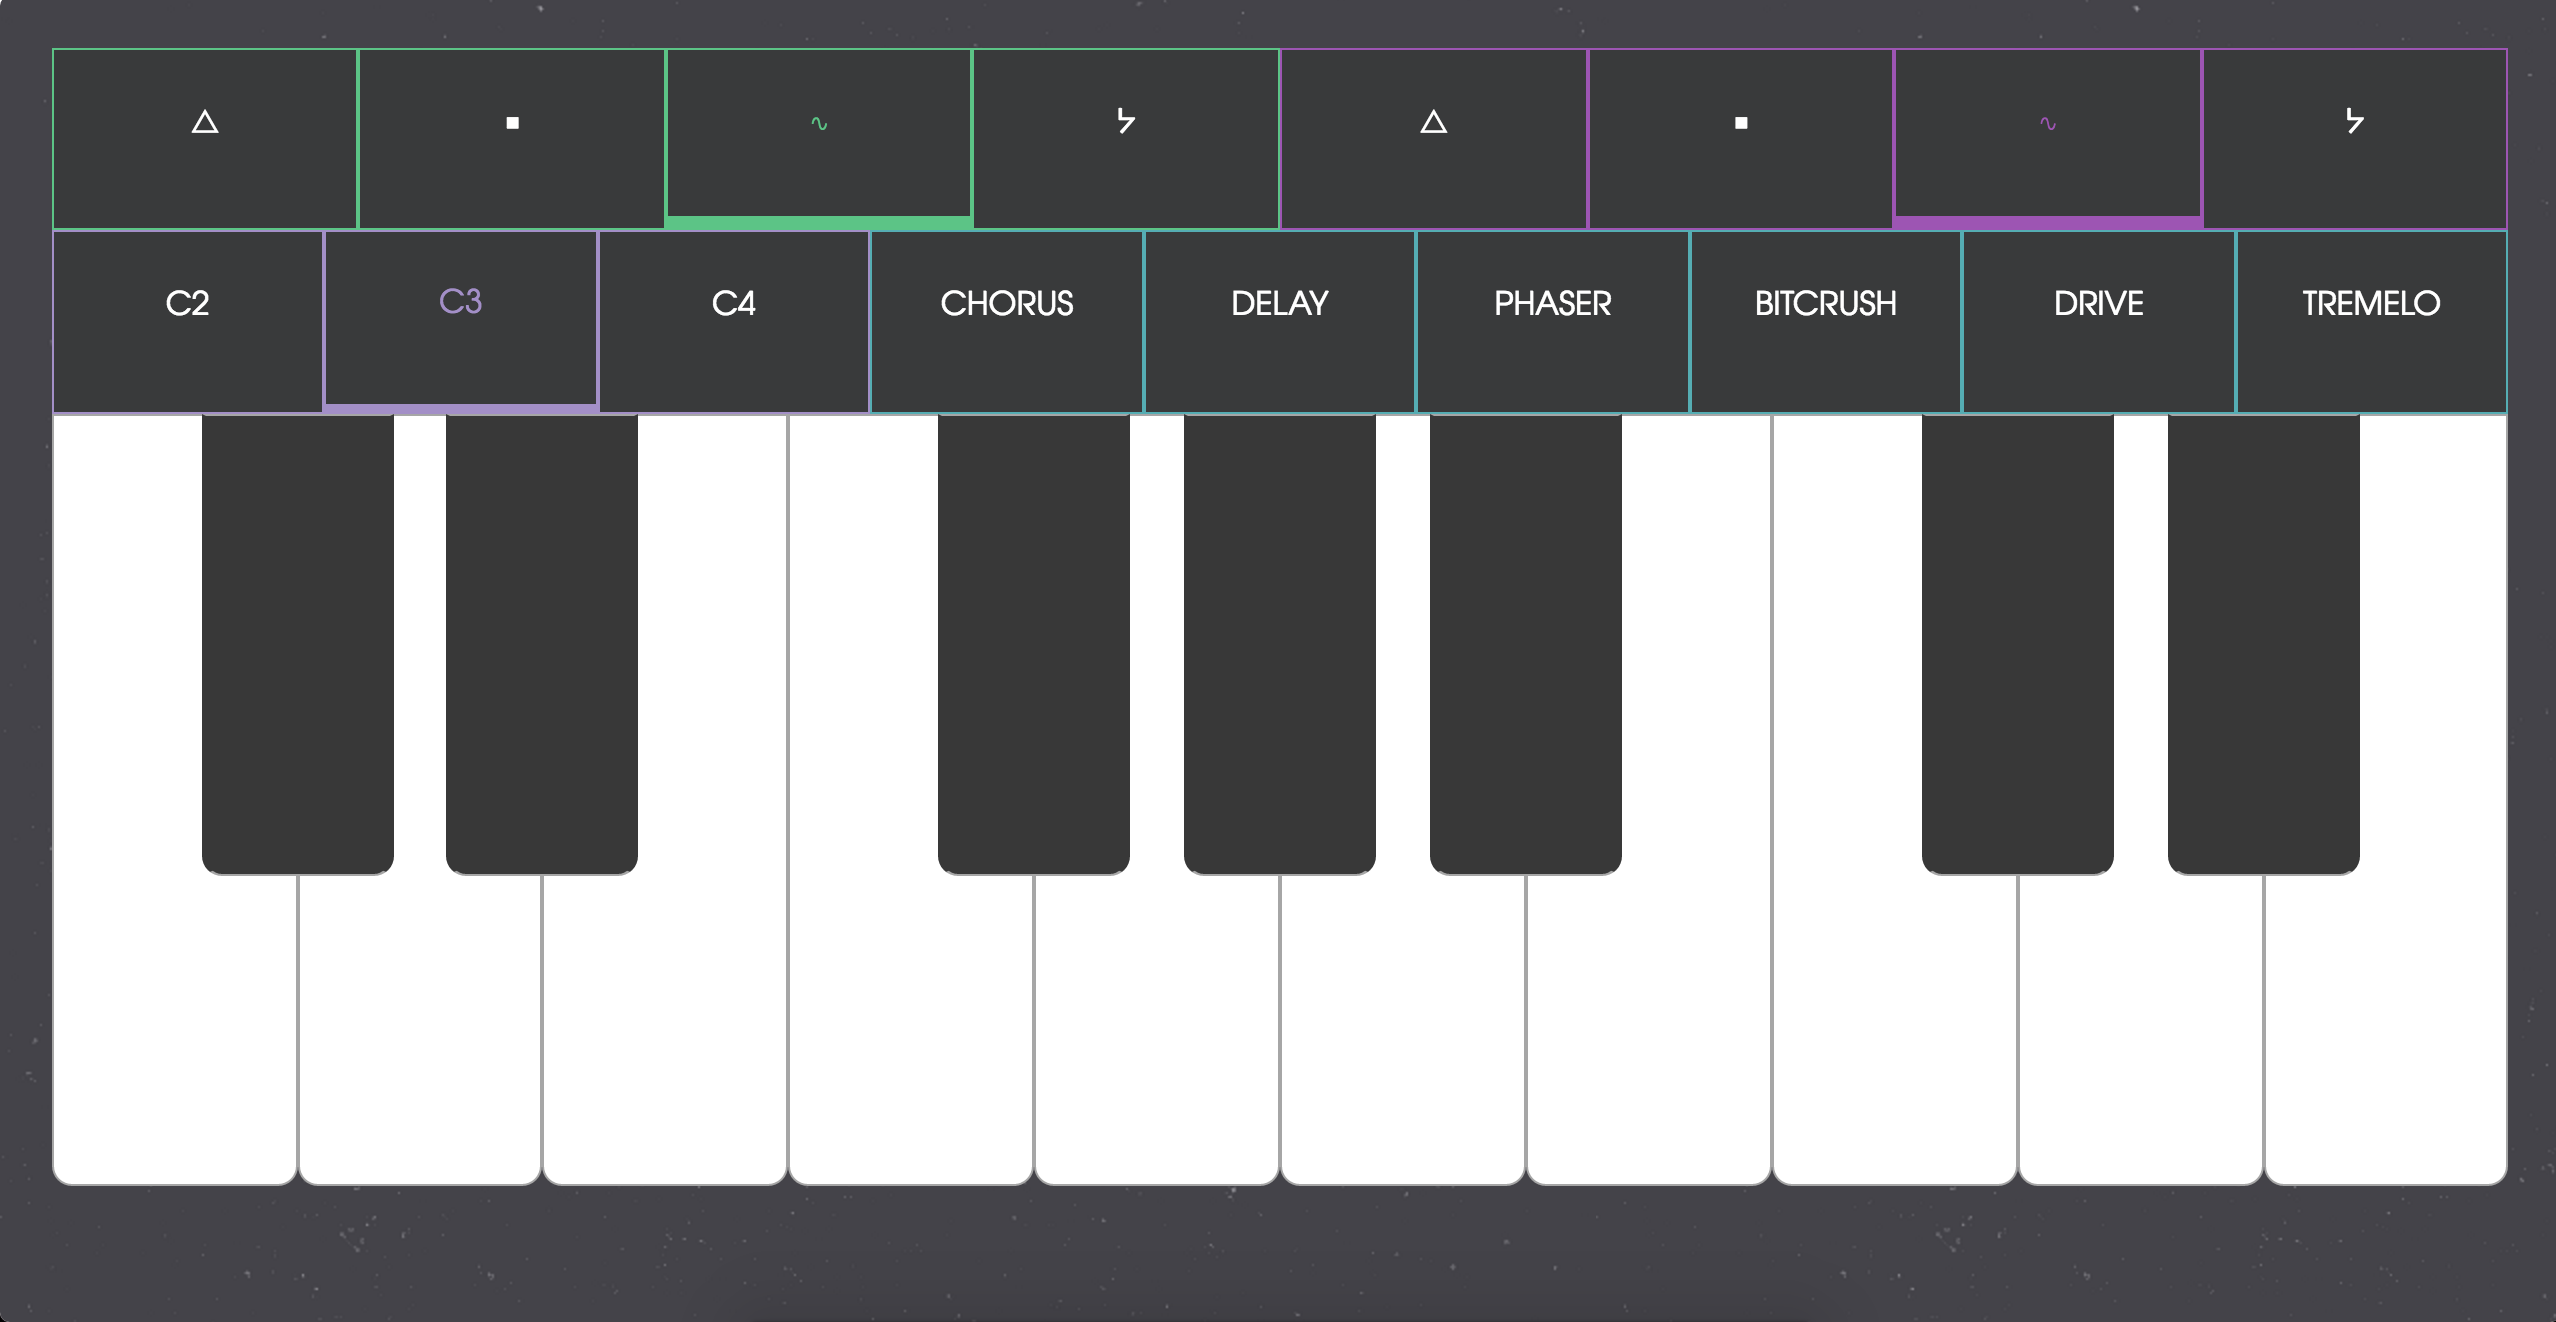 △ ■ ∿ ϟ △ ■ ∿ ϟ
C2 C3 C4 CHORUS DELAY PHASER BITCRUSH DRIVE TREMELO